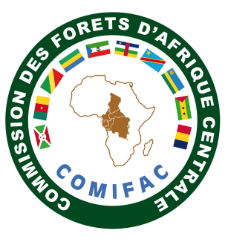 COMMISSION DES FORETS D'AFRIQUE CENTRALE
COMIFAC